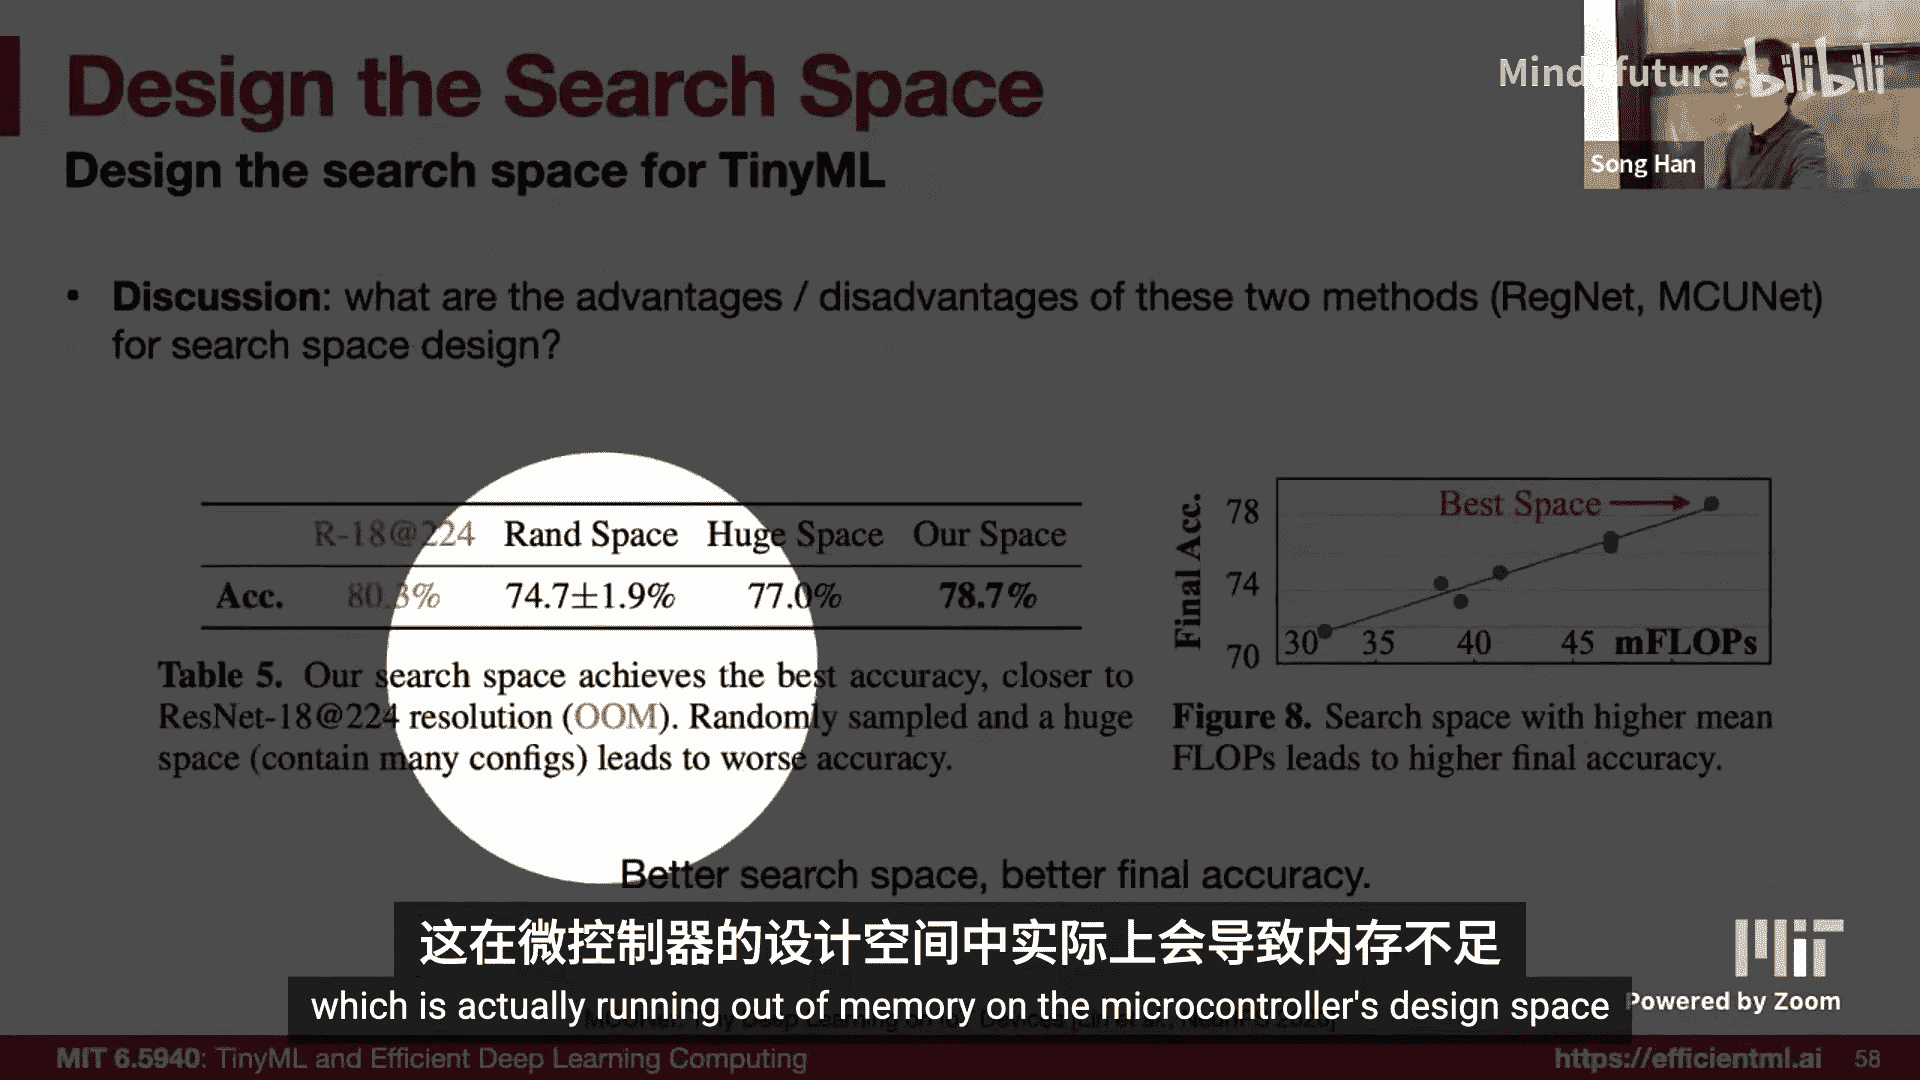 Design the Search Space
Mind
future
bilibili
Song Han
Design the search space for TinyML
• Discussion: what are the advantages / disadvantages of these two methods (RegNet, MCUNet)
for search space design?
R-18@224 Rand Space Huge Space Our Space
Acc. 80.3% 74.7±1.9% 77.0% 78.7%
Table 5. Our search space achieves the best accuracy, closer to
ResNet-18@224 resolution (OOM). Randomly sampled and a huge
space (contain many configs) leads to worse accuracy.
Final Acc.
78
74
70
Best Space
30 35 40 45 mFLOPs
Figure 8. Search space with higher mean
FLOPs leads to higher final accuracy.
Better search space, better final accuracy.
这在微控制器的设计空间中实际上会导致内存不足
which is actually running out of memory on the microcontroller's design space
MIT
Powered by Zoom
MIT 6.5940: TinyML and Efficient Deep Learning Computing
https://efficientml.ai
58